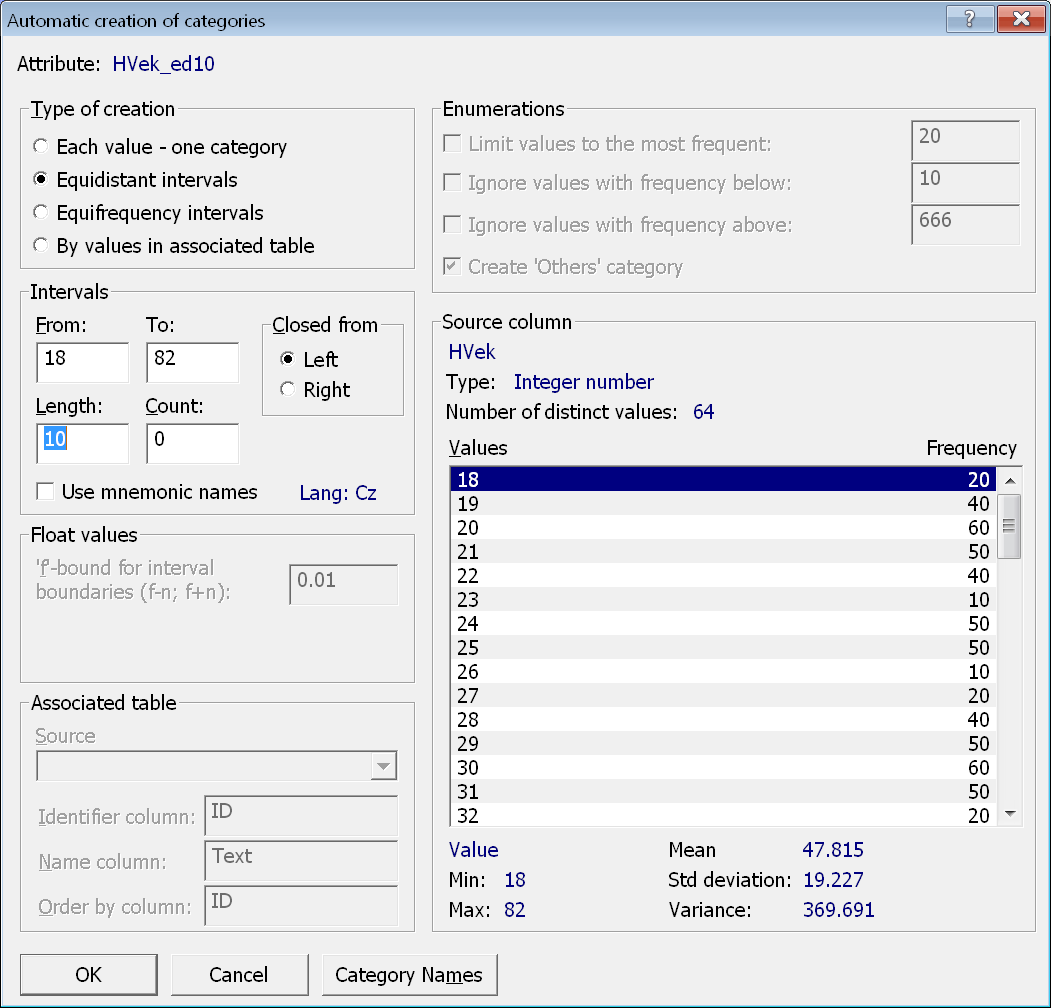 Automatic creation of categories
?
Attribute: HVek_ed10
Type of creation
Each value - one category
Equidistant intervals
Equifrequency intervals
By values in associated table
Intervals
From: To:
18 82
Closed from
Left
Right
Length: Count:
10 0
Use mnemonic names Lang: Cz
Float values
'f'-bound for interval
boundaries (f-n; f+n):
0.01
Associated table
Source
Identifier column: ID
Name column: Text
Order by column: ID
Enumerations
Limit values to the most frequent: 20
Ignore values with frequency below: 10
Ignore values with frequency above: 666
Create 'Others' category
Source column
HVek
Type: Integer number
Number of distinct values: 64
Values Frequency
18 20
19 40
20 60
21 50
22 40
23 10
24 50
25 50
26 10
27 20
28 40
29 50
30 60
31 50
32 20
Value Mean 47.815
Min: 18 Std deviation: 19.227
Max: 82 Variance: 369.691
OK Cancel Category Names